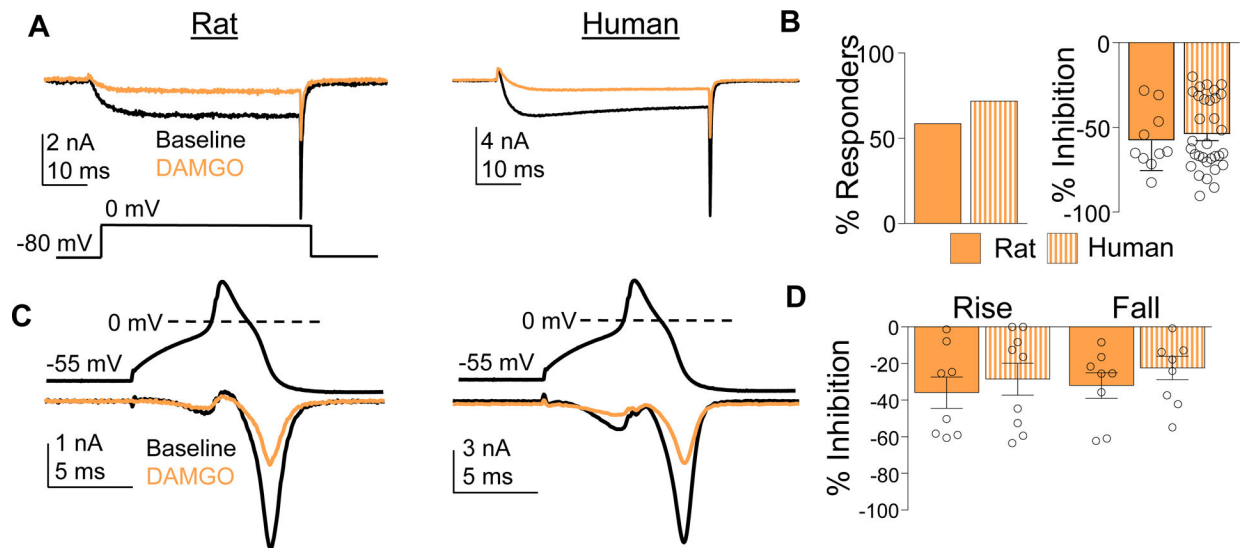 A
Rat
Human
2 nA
10 ms
Baseline
DAMGO
4 nA
10 ms
0 mV
-80 mV
B
% Responders
100
50
0
% Inhibition
0
-50
-100
Rat
Human
C
0 mV
-55 mV
1 nA
5 ms
Baseline
DAMGO
0 mV
-55 mV
3 nA
5 ms
D
Rise
Fall
% Inhibition
0
-20
-40
-60
-80
-100